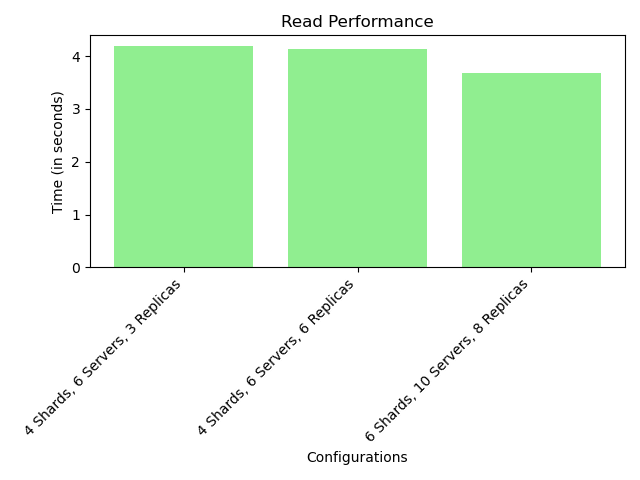 Read Performance
Time (in seconds)
4
3
2
1
0
4 Shards, 6 Servers, 3 Replicas
4 Shards, 6 Servers, 6 Replicas
6 Shards, 10 Servers, 8 Replicas
Configurations